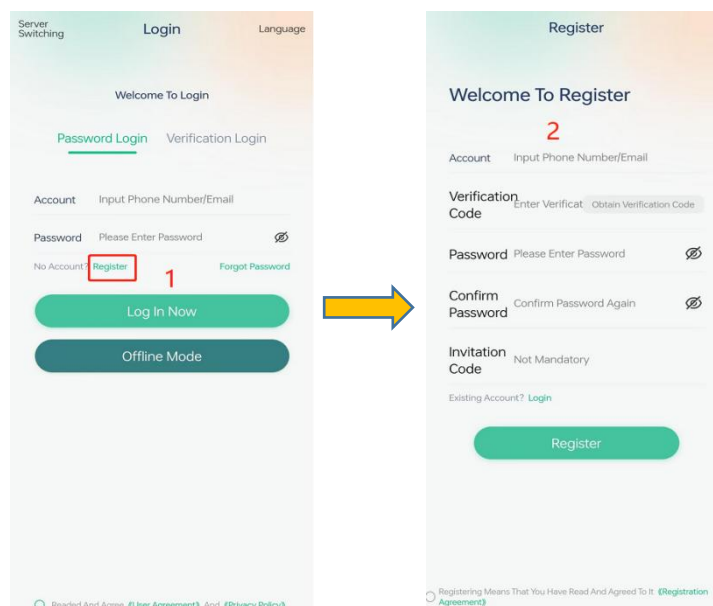 Server
Switching
Login
Language
Welcome To Login
Password Login
Verification Login
Account
Input Phone Number/Email
Password
Please Enter Password
No Account? Register
1
Forgot Password
Log In Now
Offline Mode
Readed And Agree 《User Agreement》 And 《Privacy Policy》
Register
Welcome To Register
2
Account
Input Phone Number/Email
Verification
Code
Enter Verificat
Obtain Verification Code
Password
Please Enter Password
Confirm
Password
Confirm Password Again
Invitation
Code
Not Mandatory
Existing Account? Login
Register
Registering Means That You Have Read And Agreed To It 《Registration
Agreement》